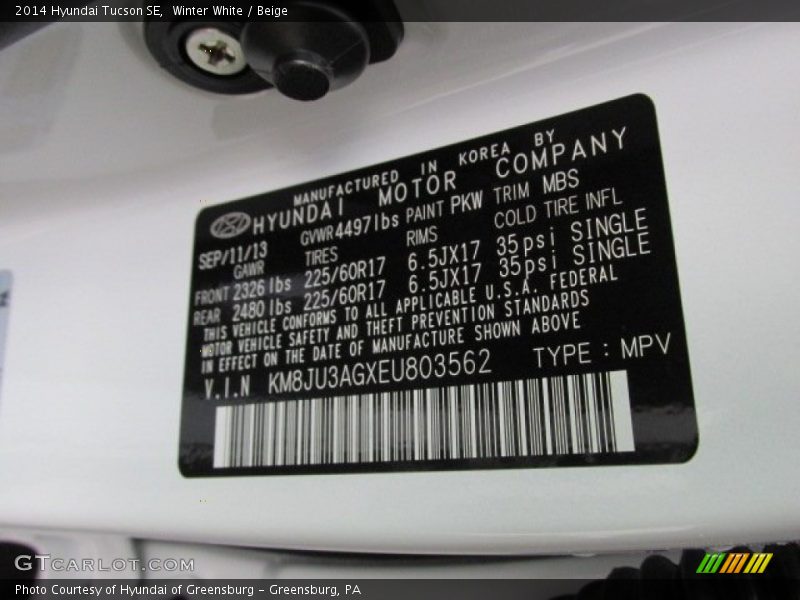 2014 Hyundai Tucson SE, Winter White / Beige
MANUFACTURED IN KOREA BY
HYUNDAI MOTOR COMPANY
SEP/11/13 GVWR 4497lbs PAINT PKW TRIM MBS
GAWR TIRES RIMS COLD TIRE INFL
FRONT 2326 lbs 225/60R17 6.5JX17 35psi SINGLE
REAR 2480 lbs 225/60R17 6.5JX17 35psi SINGLE
THIS VEHICLE CONFORMS TO ALL APPLICABLE U.S.A. FEDERAL
MOTOR VEHICLE SAFETY AND THEFT PREVENTION STANDARDS
IN EFFECT ON THE DATE OF MANUFACTURE SHOWN ABOVE
V.I.N KM8JU3AGXEU803562 TYPE : MPV
GTCARLOT.COM
Photo Courtesy of Hyundai of Greensburg - Greensburg, PA